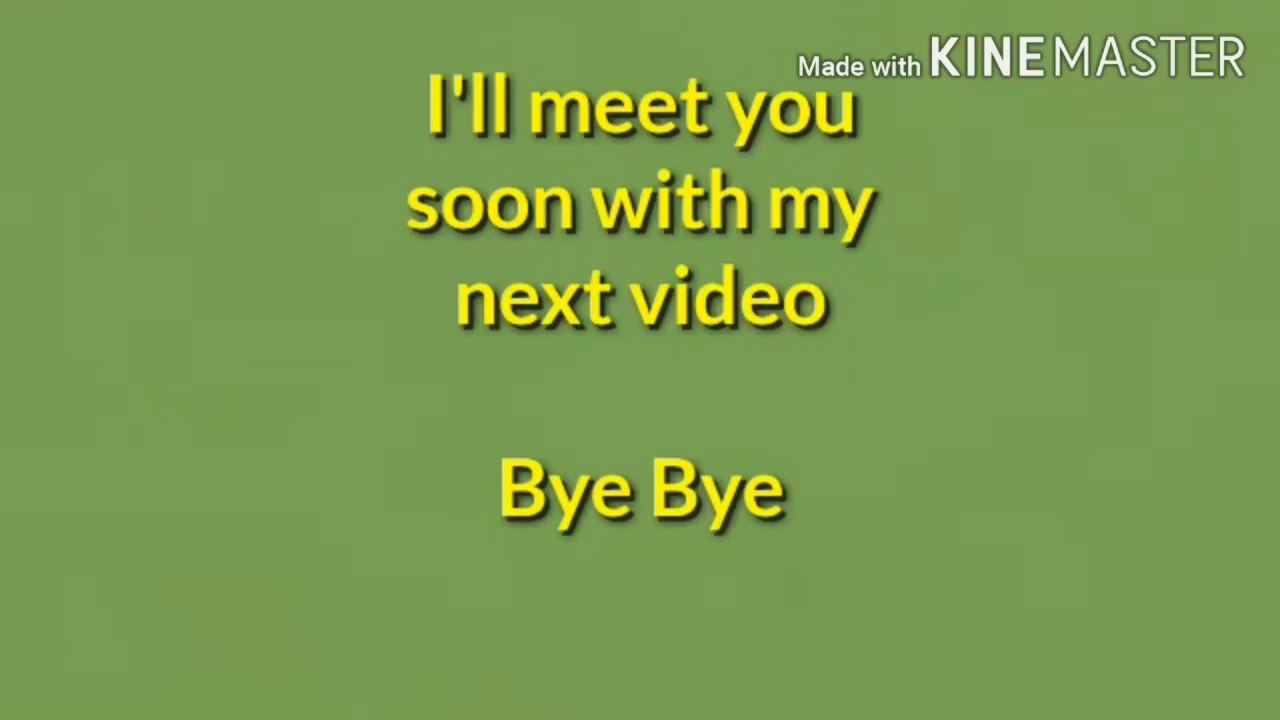 Made with KINEMASTER
I'll meet you
soon with my
next video
Bye Bye